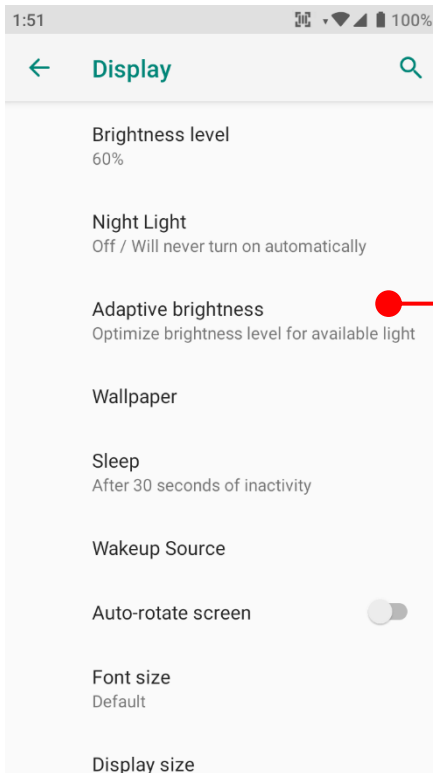 1:51
100%
Display
Brightness level
60%
Night Light
Off / Will never turn on automatically
Adaptive brightness
Optimize brightness level for available light
Wallpaper
Sleep
After 30 seconds of inactivity
Wakeup Source
Auto-rotate screen
Font size
Default
Display size